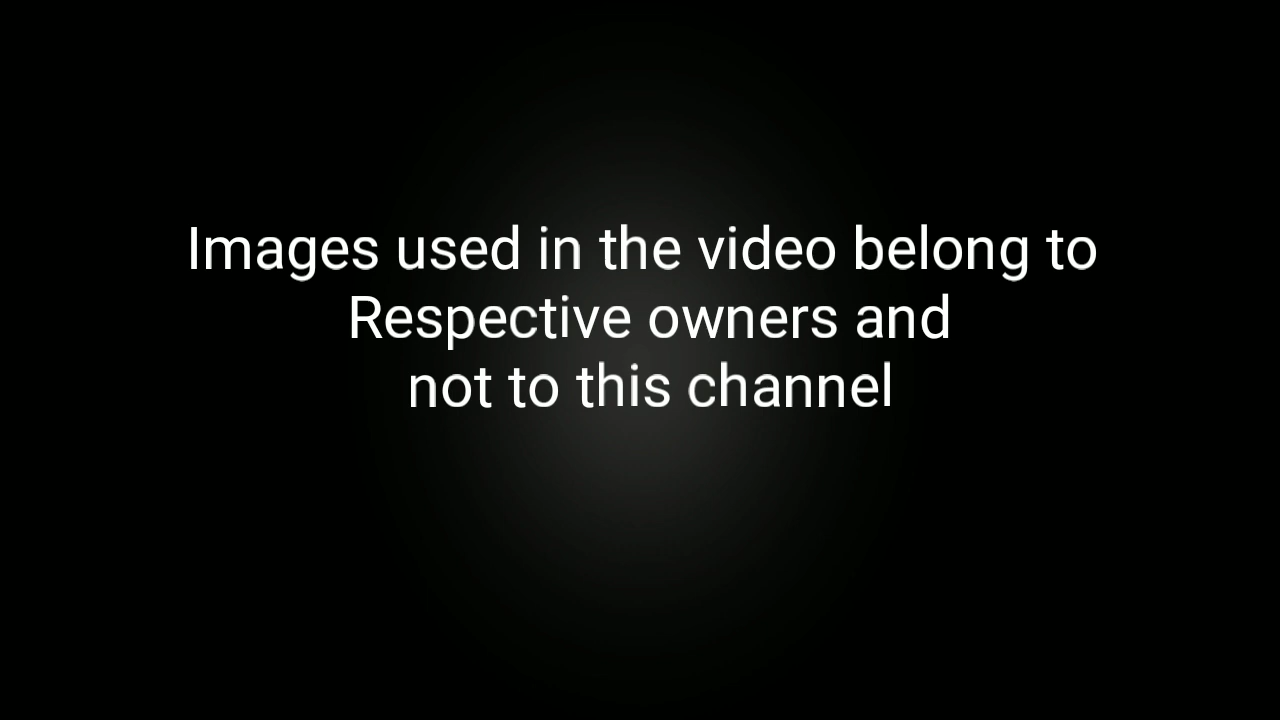 Images used in the video belong to
Respective owners and
not to this channel